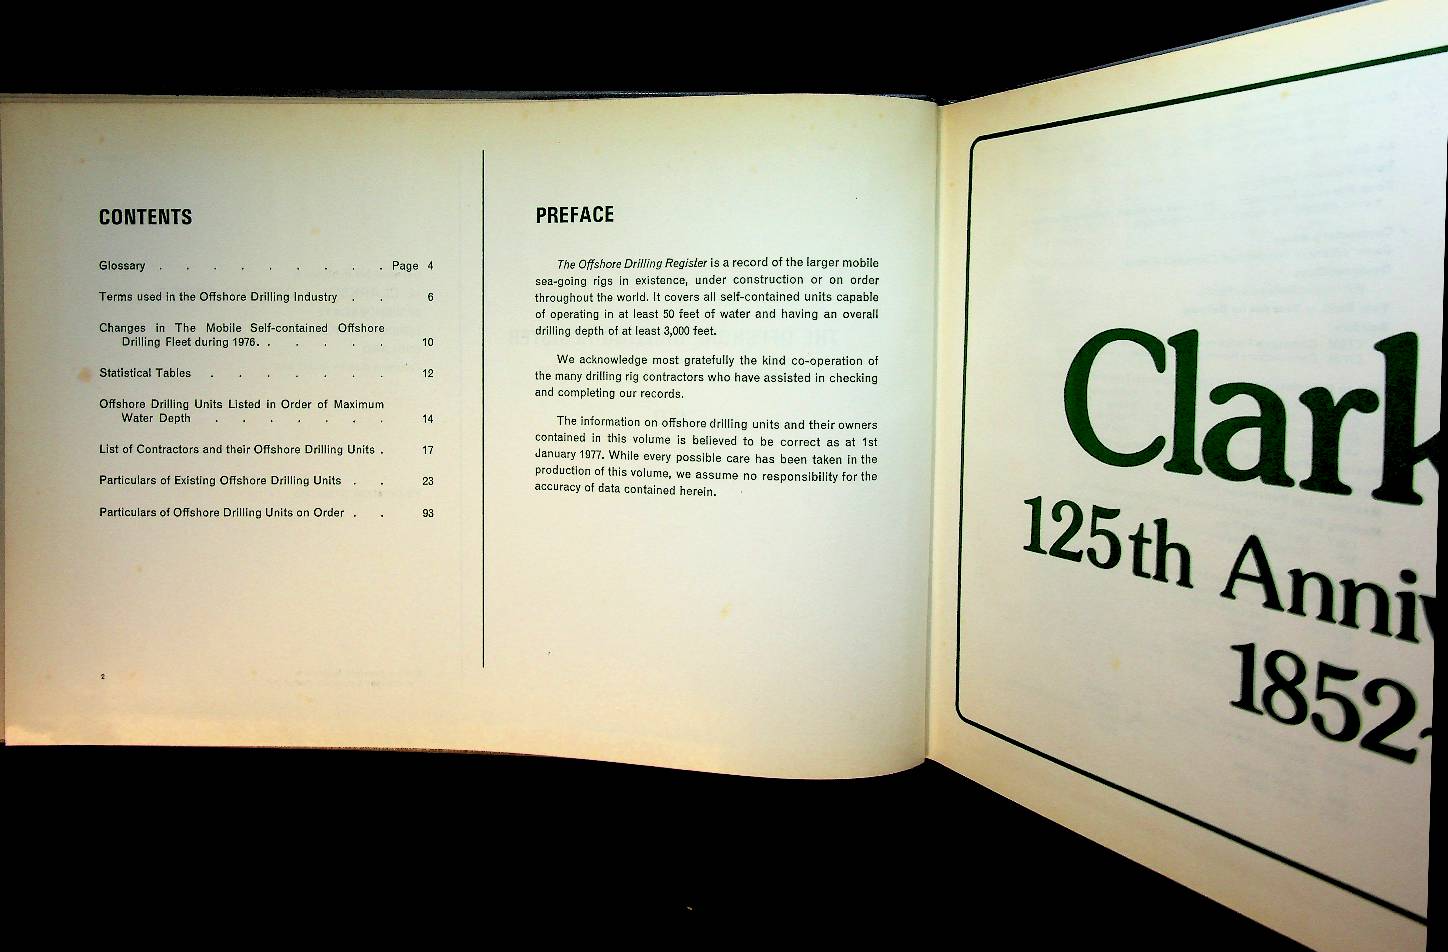 CONTENTS
Glossary . . . . . . . . . Page 4
Terms used in the Offshore Drilling Industry . . 6
Changes in The Mobile Self-contained Offshore
Drilling Fleet during 1976. . . . . . 10
Statistical Tables . . . . . . . 12
Offshore Drilling Units Listed in Order of Maximum
Water Depth . . . . . . . 14
List of Contractors and their Offshore Drilling Units . 17
Particulars of Existing Offshore Drilling Units . . 23
Particulars of Offshore Drilling Units on Order . . 93
2
PREFACE
The Offshore Drilling Register is a record of the larger mobile
sea-going rigs in existence, under construction or on order
throughout the world. It covers all self-contained units capable
of operating in at least 50 feet of water and having an overall
drilling depth of at least 3,000 feet.
We acknowledge most gratefully the kind co-operation of
the many drilling rig contractors who have assisted in checking
and completing our records.
The information on offshore drilling units and their owners
contained in this volume is believed to be correct as at 1st
January 1977. While every possible care has been taken in the
production of this volume, we assume no responsibility for the
accuracy of data contained herein.
Clark
125th Anniv
1852-